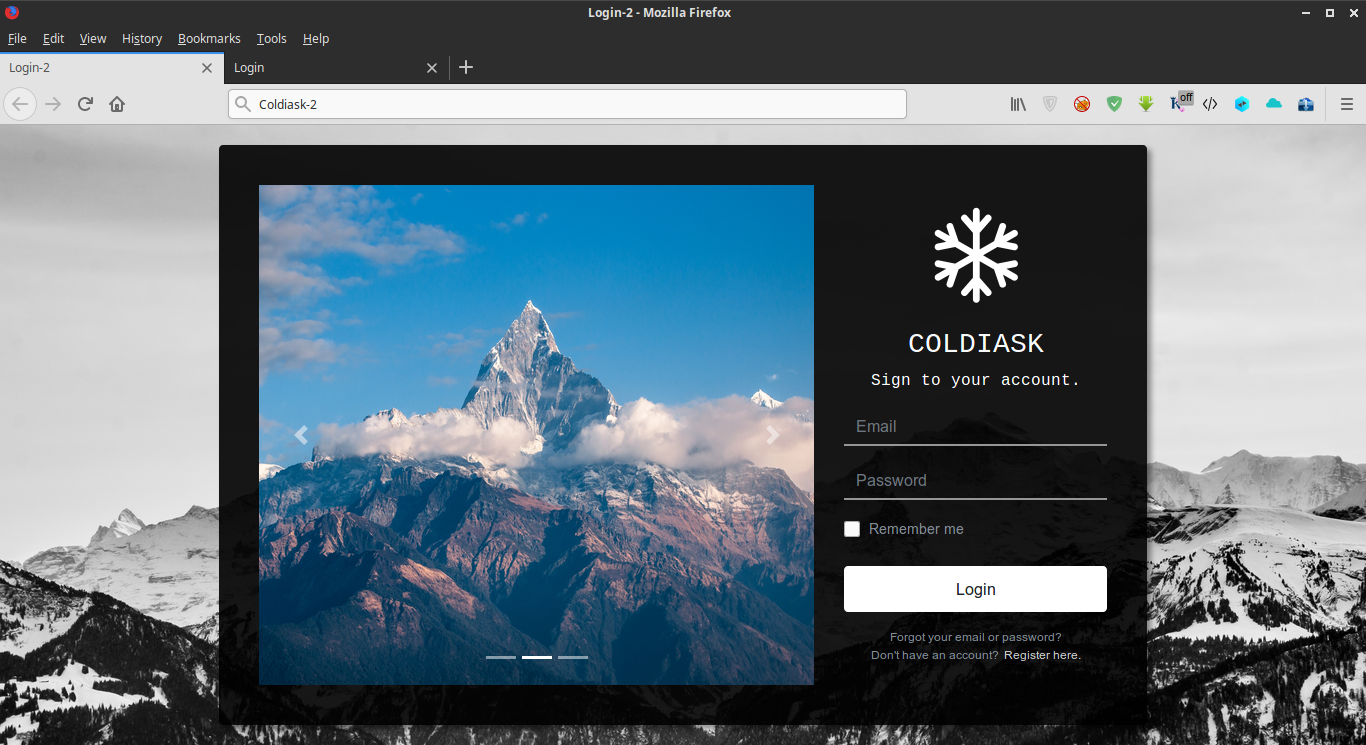 Login-2 - Mozilla Firefox
File Edit View History Bookmarks Tools Help
Login-2 Login
Coldiask-2 off
COLDIASK
Sign to your account.
Email
Password
Remember me
Login
Forgot your email or password?
Don't have an account? Register here.